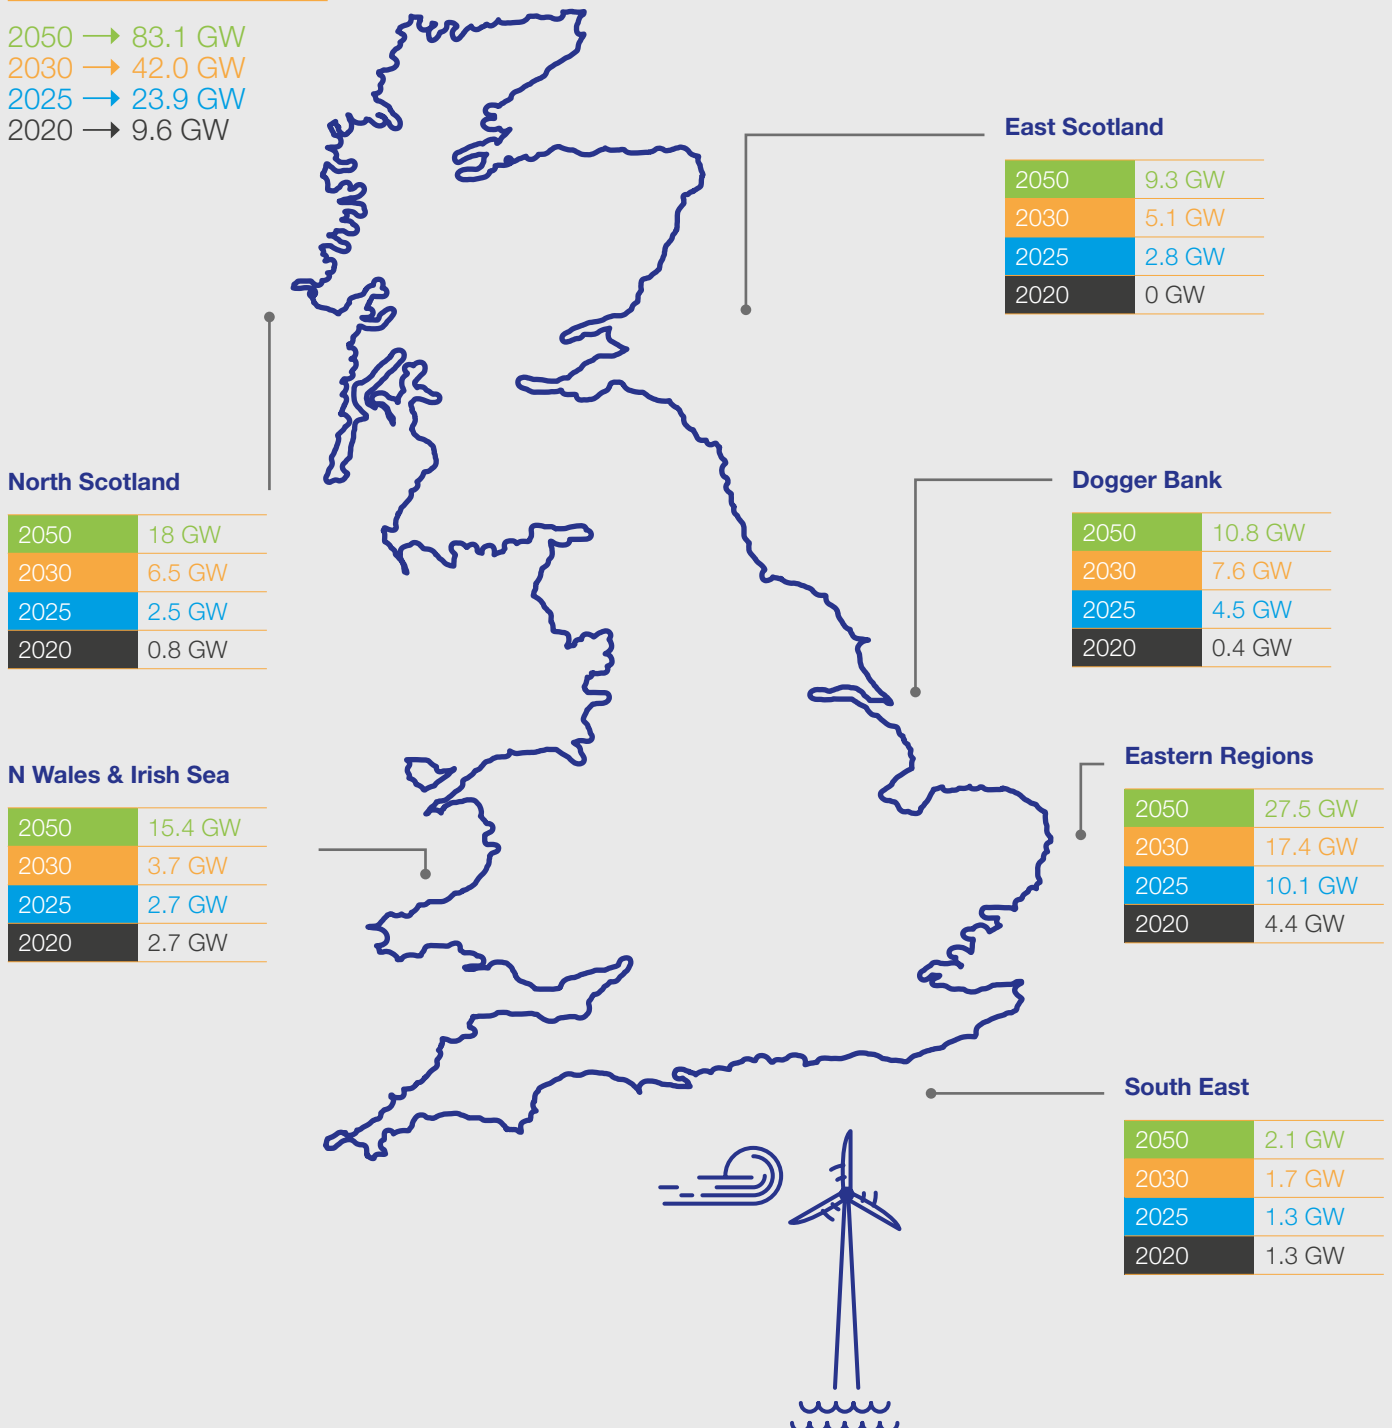 2050 → 83.1 GW
2030 → 42.0 GW
2025 → 23.9 GW
2020 → 9.6 GW
East Scotland
2050 9.3 GW
2030 5.1 GW
2025 2.8 GW
2020 0 GW
North Scotland
2050 18 GW
2030 6.5 GW
2025 2.5 GW
2020 0.8 GW
Dogger Bank
2050 10.8 GW
2030 7.6 GW
2025 4.5 GW
2020 0.4 GW
N Wales & Irish Sea
2050 15.4 GW
2030 3.7 GW
2025 2.7 GW
2020 2.7 GW
Eastern Regions
2050 27.5 GW
2030 17.4 GW
2025 10.1 GW
2020 4.4 GW
South East
2050 2.1 GW
2030 1.7 GW
2025 1.3 GW
2020 1.3 GW